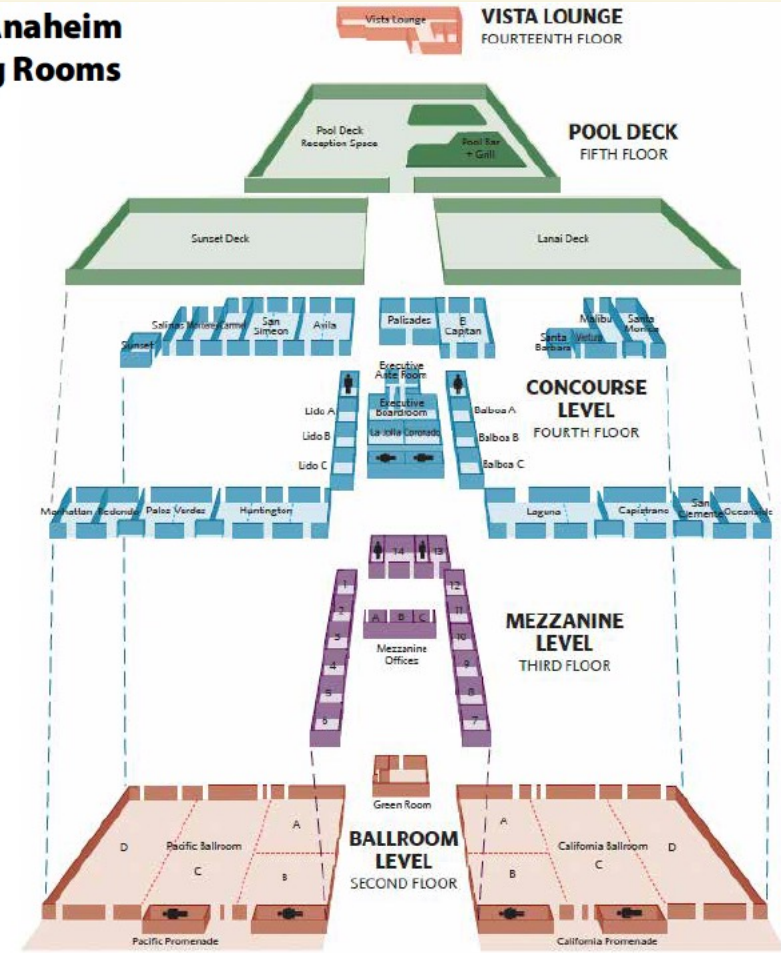 Anaheim
g Rooms
Vista Lounge
VISTA LOUNGE
FOURTEENTH FLOOR
Pool Deck
Reception Space
Pool Bar
+ Grill
POOL DECK
FIFTH FLOOR
Sunset Deck
Lanai Deck
Sunset
Salinas
Monterey
Carmel
San
Simeon
Avila
Palisades
El
Capitan
Santa
Barbara
Ventura
Malibu
Santa
Monica
Executive
Ante Room
Executive
Boardroom
La Jolla
Coronado
Lido A
Lido B
Lido C
Balboa A
Balboa B
Balboa C
CONCOURSE
LEVEL
FOURTH FLOOR
Manhattan
Redondo
Palos Verdes
Huntington
Laguna
Capistrano
San
Clemente
Oceanside
14
13
1
2
3
4
5
6
A B C
Mezzanine
Offices
12
11
10
9
8
7
MEZZANINE
LEVEL
THIRD FLOOR
Green Room
BALLROOM
LEVEL
SECOND FLOOR
D
Pacific Ballroom
C
A
B
Pacific Promenade
A
B
California Ballroom
C
D
California Promenade